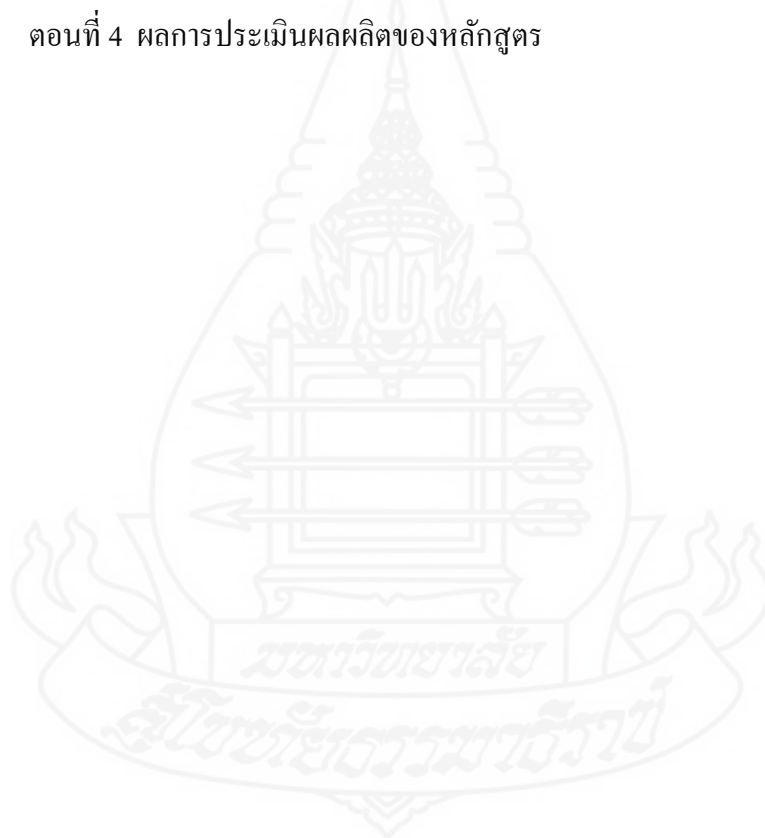 ตอนที่ 4 ผลการประเมินผลผลิตของหลักสูตร
มหาวิทยาลัย
สุโขทัยธรรมาธิราช